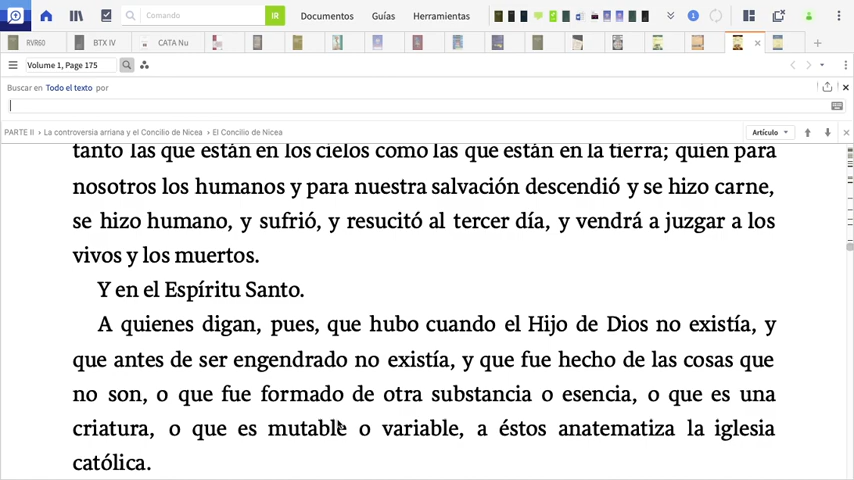 Comando
IR
Documentos
Guías
Herramientas
1
RVR60
BTX IV
CATA Nu
Volume 1, Page 175
Buscar en Todo el texto por
PARTE II › La controversia arriana y el Concilio de Nicea › El Concilio de Nicea
Artículo
tanto las que están en los cielos como las que están en la tierra; quien para
nosotros los humanos y para nuestra salvación descendió y se hizo carne,
se hizo humano, y sufrió, y resucitó al tercer día, y vendrá a juzgar a los
vivos y los muertos.
Y en el Espíritu Santo.
A quienes digan, pues, que hubo cuando el Hijo de Dios no existía, y
que antes de ser engendrado no existía, y que fue hecho de las cosas que
no son, o que fue formado de otra substancia o esencia, o que es una
criatura, o que es mutable o variable, a éstos anatematiza la iglesia
católica.